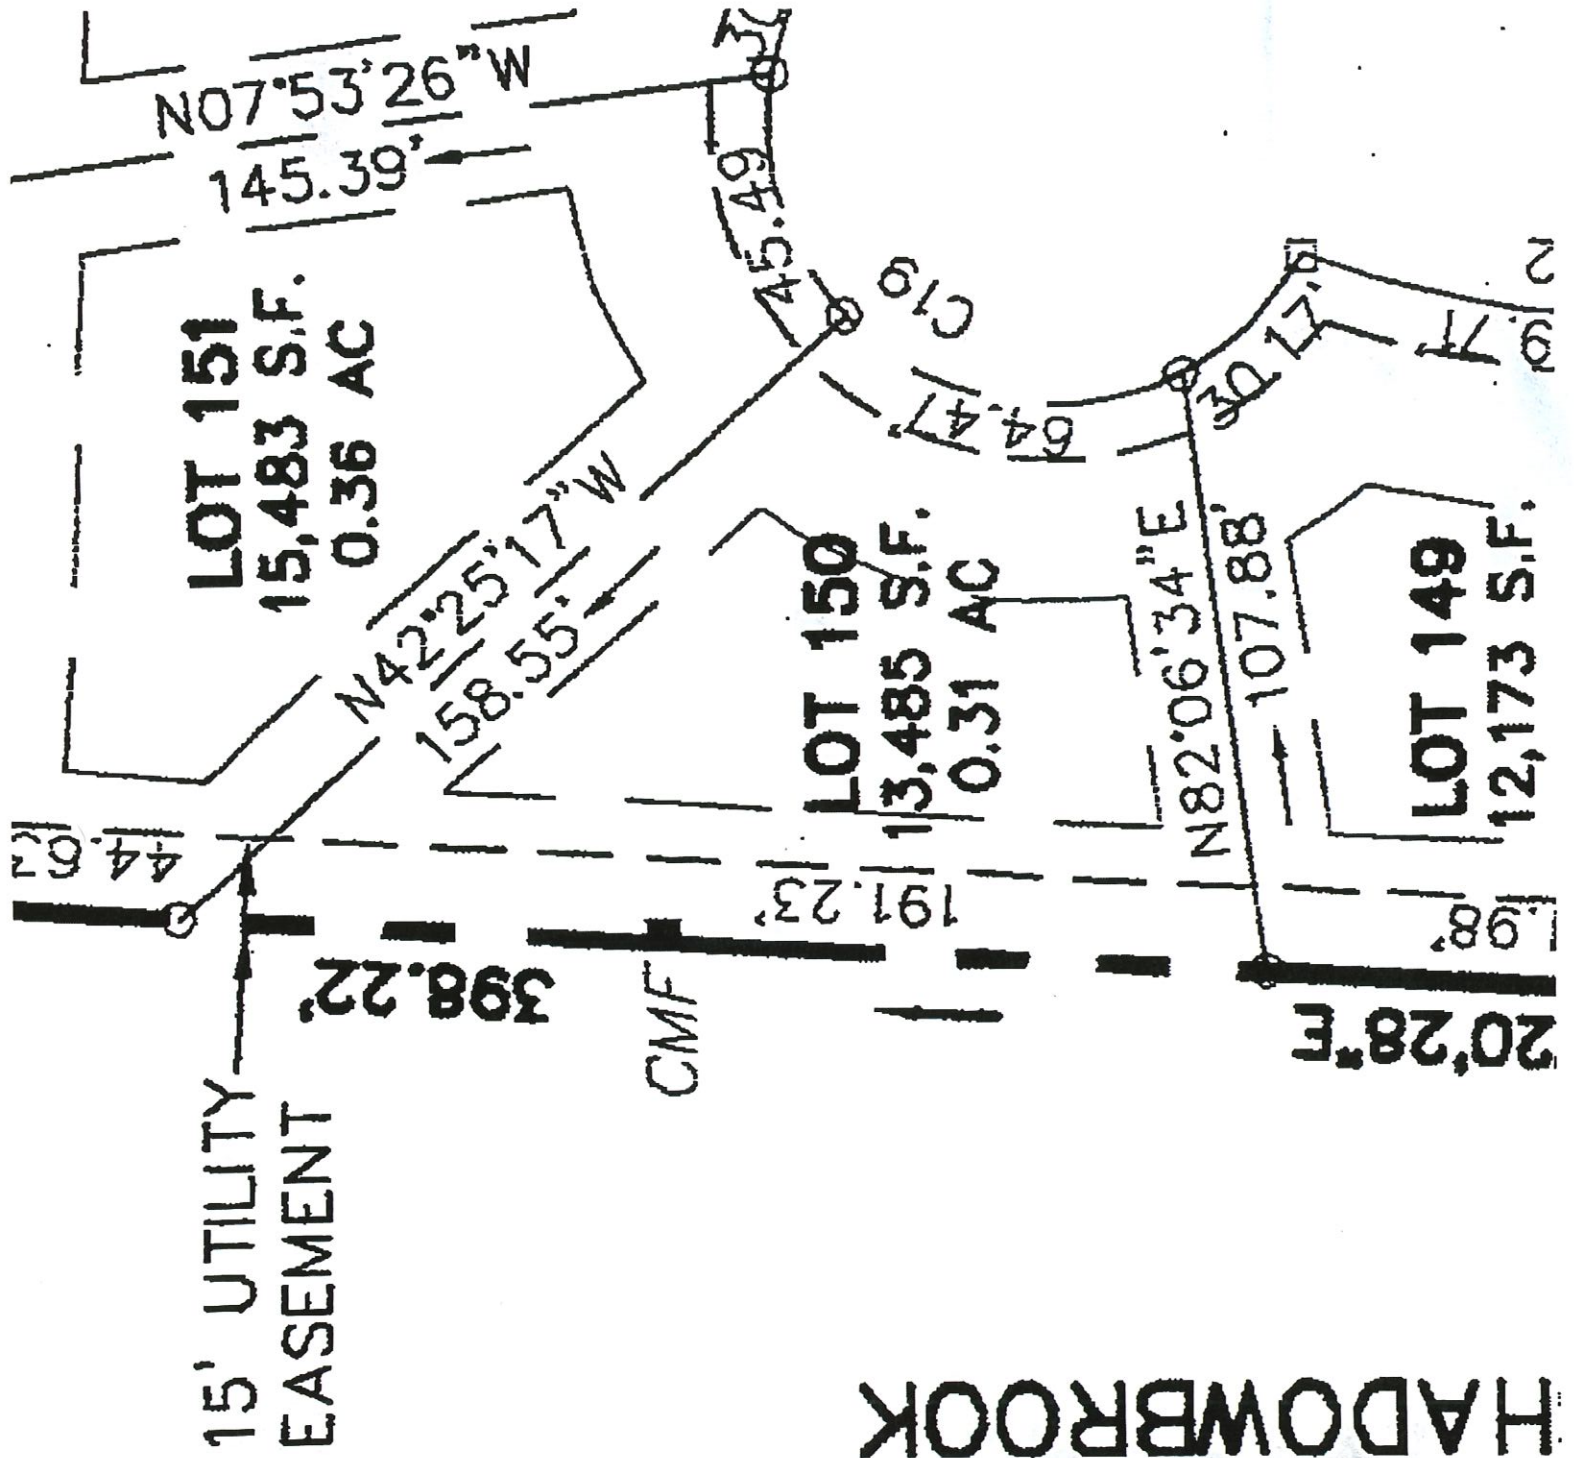 N07°53'26"W
145.39'
45.49
LOT 151
15,483 S.F.
0.36 AC
C19
N42°25'17"W
158.55'
64.47'
30.17'
LOT 150
13,485 S.F.
0.31 AC
N82°06'34"E
107.88'
LOT 149
12,173 S.F.
44.6
191.23'
.98'
398.22'
CMF
20'28"E
15' UTILITY
EASEMENT
HADOWBROOK